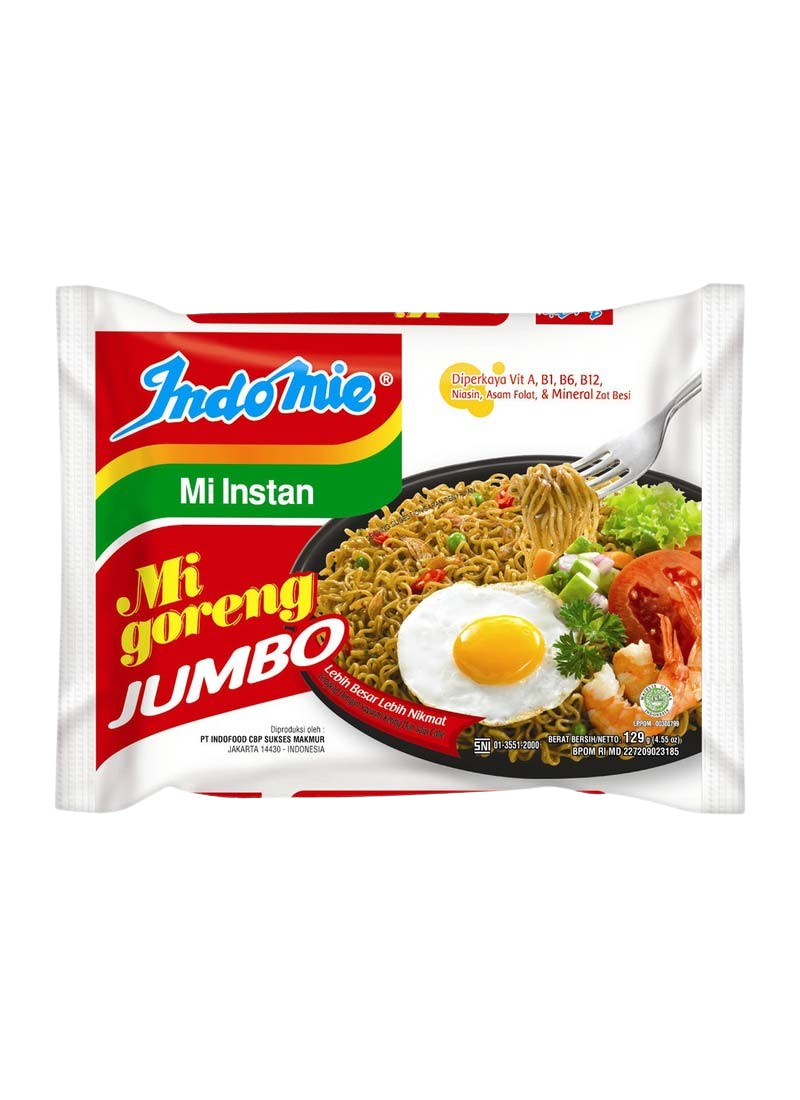 Indomie®
Diperkaya Vit A, B1, B6, B12,
Niasin, Asam Folat, & Mineral Zat Besi
Mi Instan
Mi
goreng
JUMBO
Lebih Besar Lebih Nikmat
Diproduksi oleh :
PT INDOFOOD CBP SUKSES MAKMUR
JAKARTA 14430 - INDONESIA
SNI 01-3551-2000
LPPOM - 00300799
BERAT BERSIH/NETTO. 129 g (4.55 oz)
BPOM RI MD 227209023185